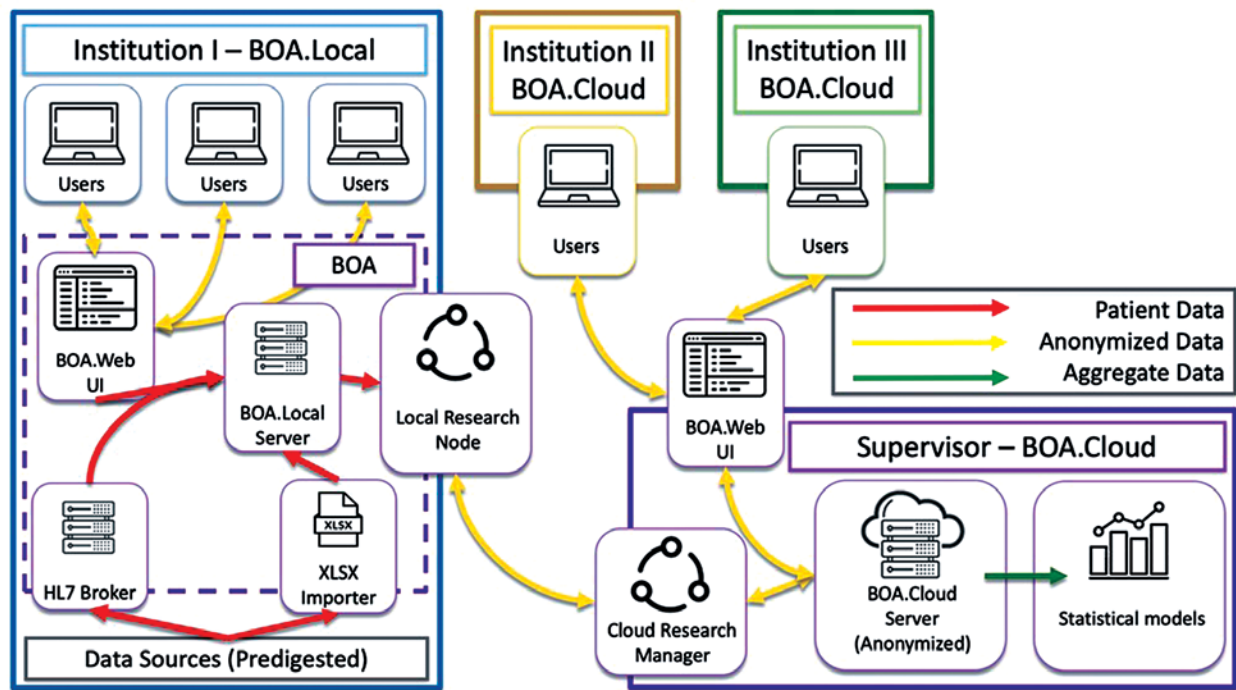 Institution I – BOA.Local
Users
Users
Users
BOA
BOA.Web
UI
BOA.Local
Server
Local Research
Node
HL7 Broker
XLSX
XLSX
Importer
Data Sources (Predigested)
Institution II
BOA.Cloud
Users
Institution III
BOA.Cloud
Users
Patient Data
Anonymized Data
Aggregate Data
BOA.Web
UI
Supervisor – BOA.Cloud
Cloud Research
Manager
BOA.Cloud
Server
(Anonymized)
Statistical models